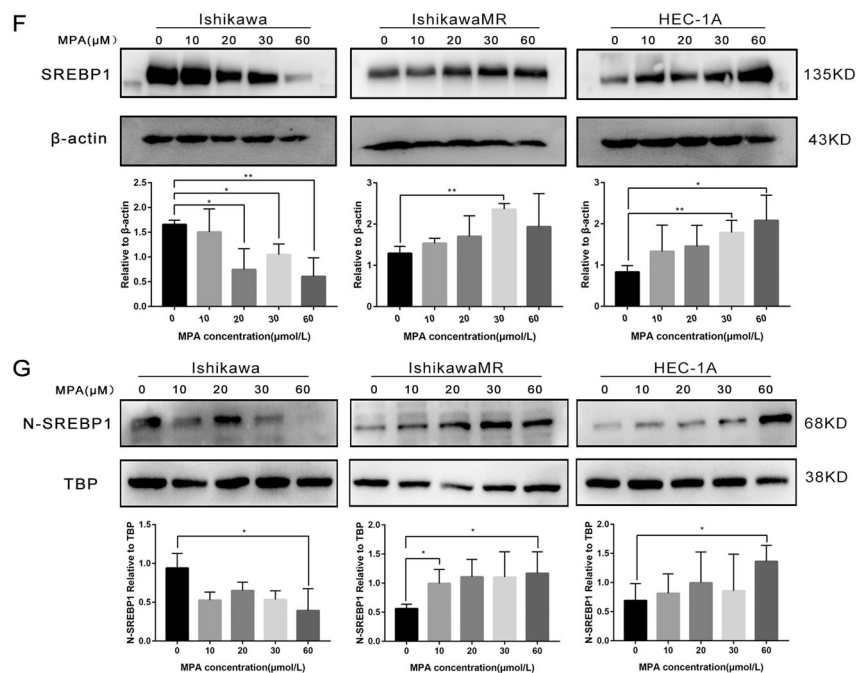 F
Ishikawa IshikawaMR HEC-1A
MPA(μM) 0 10 20 30 60 0 10 20 30 60 0 10 20 30 60
SREBP1 135KD
β-actin 43KD
Relative to β-actin
2.5
2.0
1.5
1.0
0.5
0.0
** * *
0 10 20 30 60
MPA concentration(μmol/L)
Relative to β-actin
3
2
1
0
**
0 10 20 30 60
MPA concentration(μmol/L)
Relative to β-actin
3
2
1
0
* **
0 10 20 30 60
MPA concentration(μmol/L)
G
Ishikawa IshikawaMR HEC-1A
MPA(μM) 0 10 20 30 60 0 10 20 30 60 0 10 20 30 60
N-SREBP1 68KD
TBP 38KD
N-SREBP1 Relative to TBP
1.5
1.0
0.5
0.0
*
0 10 20 30 60
MPA concentration(μmol/L)
N-SREBP1 Relative to TBP
2.0
1.5
1.0
0.5
0.0
* *
0 10 20 30 60
MPA concentration(μmol/L)
N-SREBP1 Relative to TBP
2.0
1.5
1.0
0.5
0.0
*
0 10 20 30 60
MPA concentration(μmol/L)